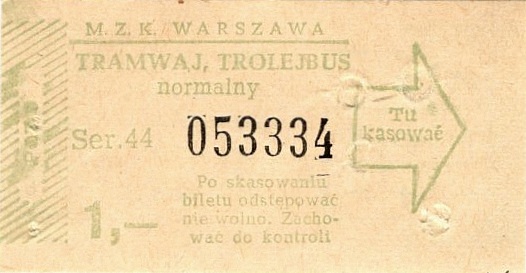 M. Z. K. WARSZAWA
TRAMWAJ, TROLEJBUS
normalny
Ser. 44 053334
Tu
kasować
1,—
Po skasowaniu
biletu odstępować
nie wolno. Zacho-
wać do kontroli